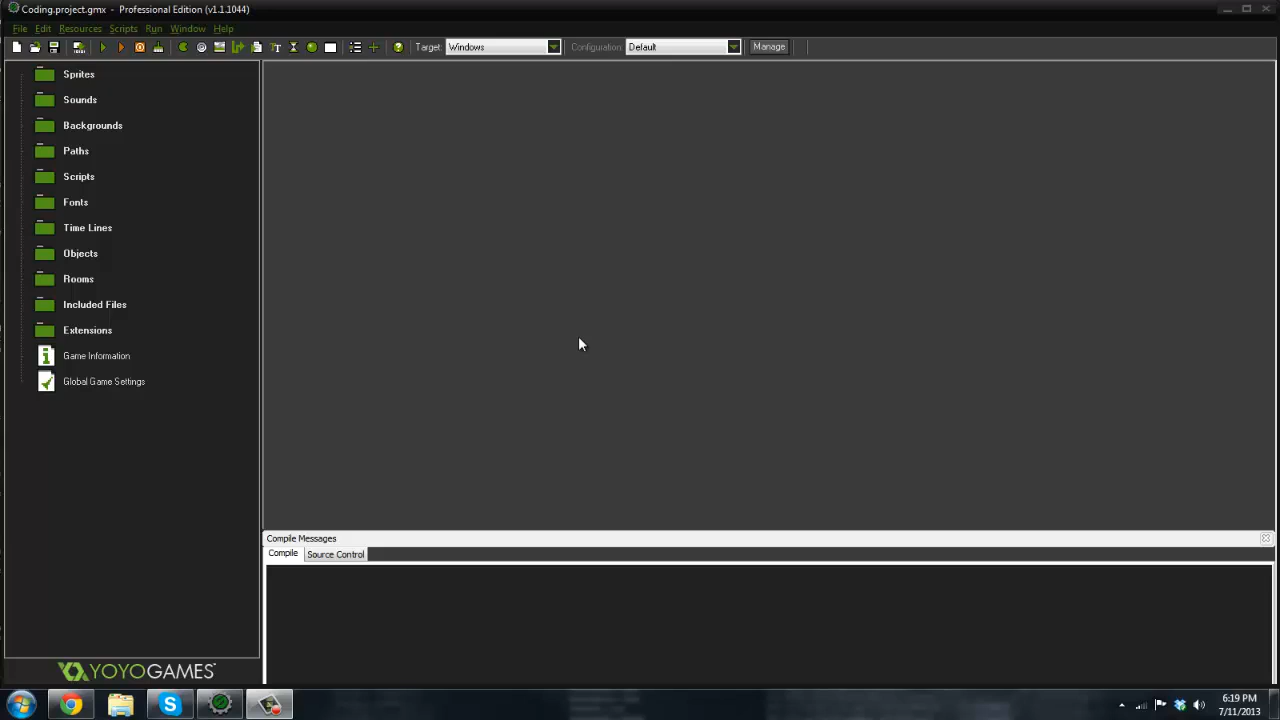 Coding.project.gmx - Professional Edition (v1.1.1044)
File Edit Resources Scripts Run Window Help
Target: Windows Configuration: Default Manage
Sprites
Sounds
Backgrounds
Paths
Scripts
Fonts
Time Lines
Objects
Rooms
Included Files
Extensions
Game Information
Global Game Settings
Compile Messages
Compile Source Control
YOYOGAMES
6:19 PM
7/11/2013